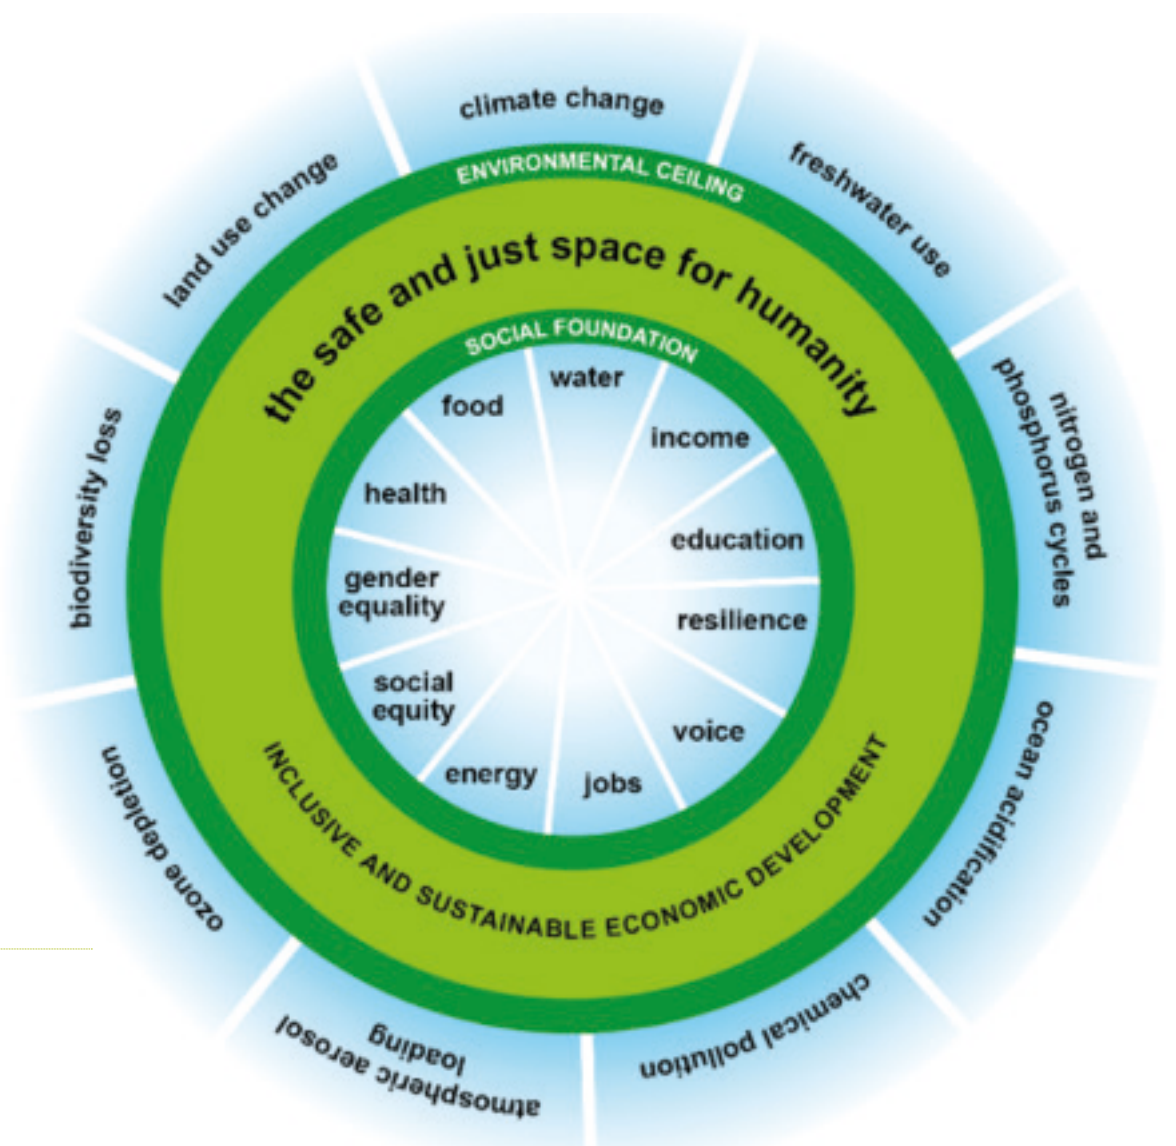 climate change
freshwater use
nitrogen and
phosphorus cycles
ocean acidification
chemical pollution
atmospheric aerosol
loading
ozone depletion
biodiversity loss
land use change
ENVIRONMENTAL CEILING
the safe and just space for humanity
SOCIAL FOUNDATION
water
income
education
resilience
voice
jobs
energy
social
equity
gender
equality
health
food
INCLUSIVE AND SUSTAINABLE ECONOMIC DEVELOPMENT